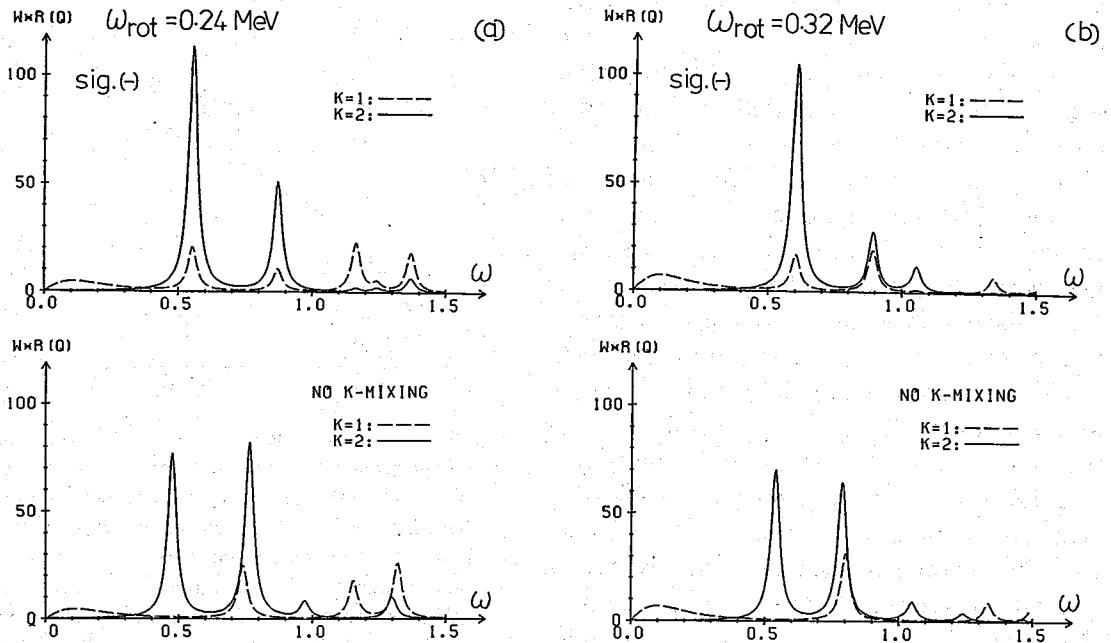 W×R(Q)
ωrot = 0.24 MeV
(a)
100
sig.(-)
K=1:
K=2:
50
0
0.0
0.5
1.0
1.5
ω
W×R(Q)
ωrot = 0.32 MeV
(b)
100
sig.(-)
K=1:
K=2:
50
0
0.0
0.5
1.0
1.5
ω
W×R(Q)
NO K-MIXING
100
K=1:
K=2:
50
0
0.0
0.5
1.0
1.5
ω
W×R(Q)
NO K-MIXING
100
K=1:
K=2:
50
0
0.0
0.5
1.0
1.5
ω